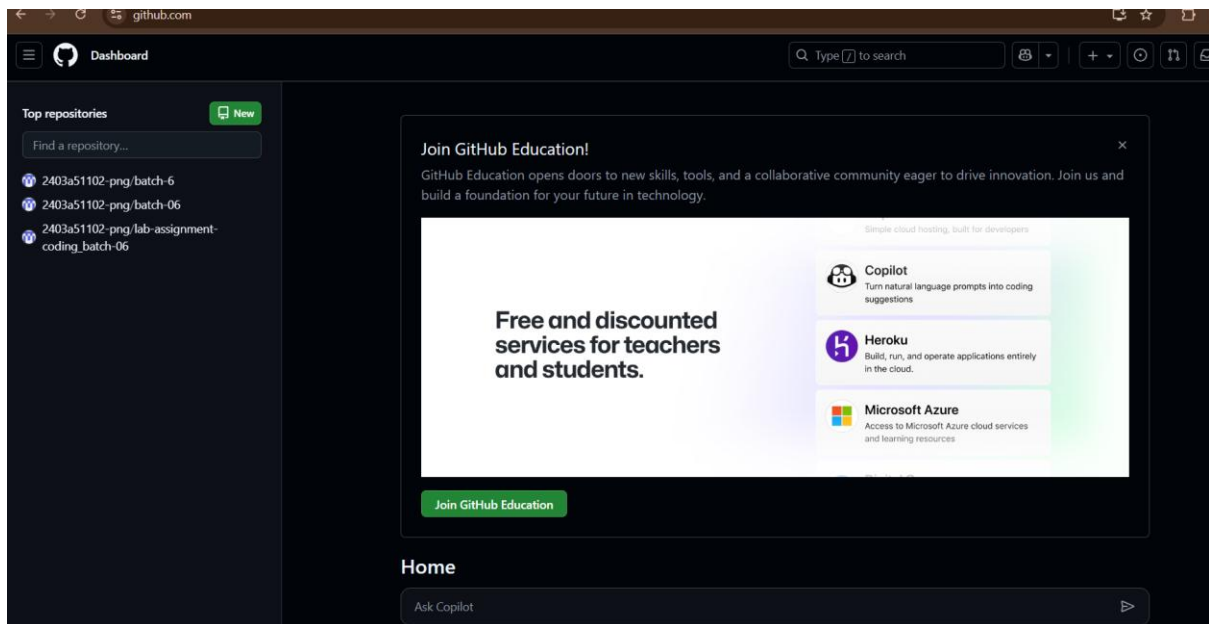 github.com
Dashboard
Type / to search
Top repositories
New
Find a repository...
2403a51102-png/batch-6
2403a51102-png/batch-06
2403a51102-png/lab-assignment-
coding_batch-06
Join GitHub Education!
GitHub Education opens doors to new skills, tools, and a collaborative community eager to drive innovation. Join us and
build a foundation for your future in technology.
Free and discounted
services for teachers
and students.
Simple cloud hosting, built for developers
Copilot
Turn natural language prompts into coding
suggestions
Heroku
Build, run, and operate applications entirely
in the cloud.
Microsoft Azure
Access to Microsoft Azure cloud services
and learning resources
Join GitHub Education
Home
Ask Copilot